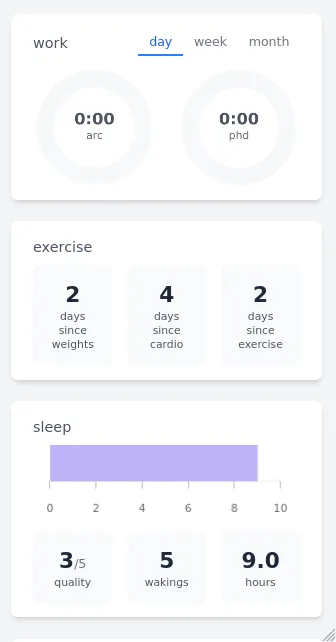 work day week month
0:00 0:00
arc phd
exercise
2 4 2
days days days
since since since
weights cardio exercise
sleep
0 2 4 6 8 10
3/5 5 9.0
quality wakings hours